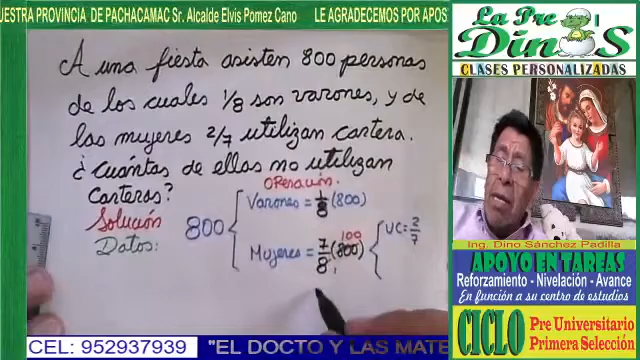 UESTRA PROVINCIA DE PACHACAMAC Sr. Alcalde Elvis Pomez Cano LE AGRADECEMOS POR APOS
La Pre
DinoS
CLASES PERSONALIZADAS
A una fiesta asisten 800 personas
de los cuales 1/8 son varones, y de
las mujeres 2/7 utilizan cartera.
¿cuántas de ellas no utilizan
carteras?
Operación.
Solución
Datos:
800
Varones = 1/8 (800)
100
Mujeres = 7/8 (800)
1
UC = 2/7
Ing. Dino Sánchez Padilla
APOYO EN TAREAS
Reforzamiento - Nivelación - Avance
En función a su centro de estudios
CICLO Pre Universitario
Primera Selección
CEL: 952937939 "EL DOCTO Y LAS MATE